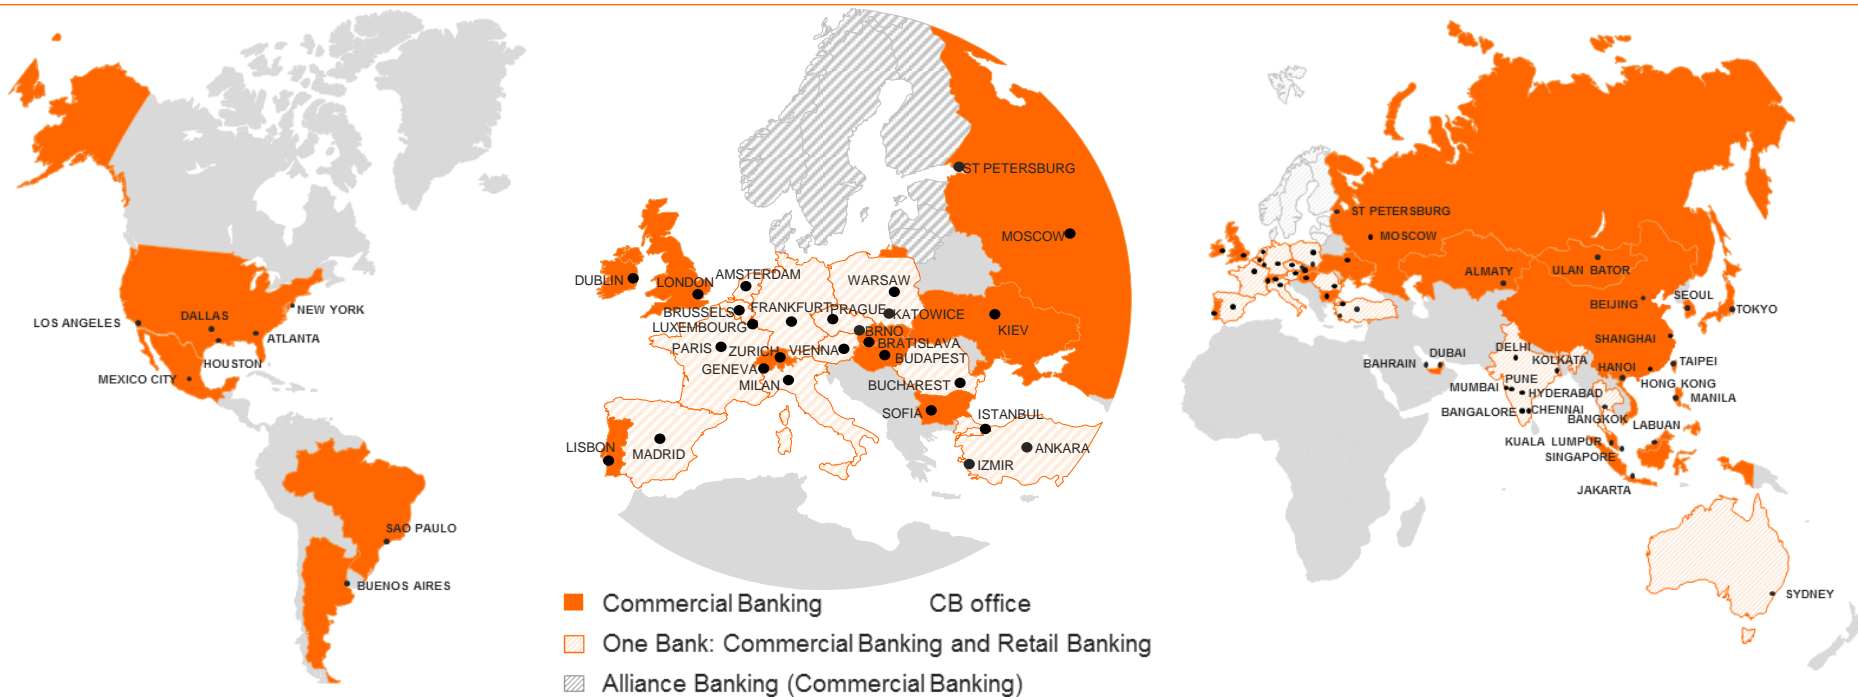 LOS ANGELES
DALLAS
NEW YORK
ATLANTA
HOUSTON
MEXICO CITY
SAO PAULO
BUENOS AIRES
ST PETERSBURG
MOSCOW
DUBLIN
LONDON
AMSTERDAM
WARSAW
BRUSSELS
FRANKFURT
PRAGUE
KATOWICE
KIEV
LUXEMBOURG
BRNO
PARIS
ZURICH
VIENNA
BRATISLAVA
BUDAPEST
GENEVA
MILAN
BUCHAREST
SOFIA
ISTANBUL
LISBON
MADRID
ANKARA
IZMIR
ST PETERSBURG
MOSCOW
ALMATY
ULAN BATOR
BEIJING
SEOUL
TOKYO
SHANGHAI
DELHI
BAHRAIN
DUBAI
KOLKATA
TAIPEI
HANOI
MUMBAI
PUNE
HONG KONG
HYDERABAD
MANILA
BANGALORE
CHENNAI
BANGKOK
LABUAN
KUALA LUMPUR
SINGAPORE
JAKARTA
SYDNEY
Commercial Banking
CB office
One Bank: Commercial Banking and Retail Banking
Alliance Banking (Commercial Banking)